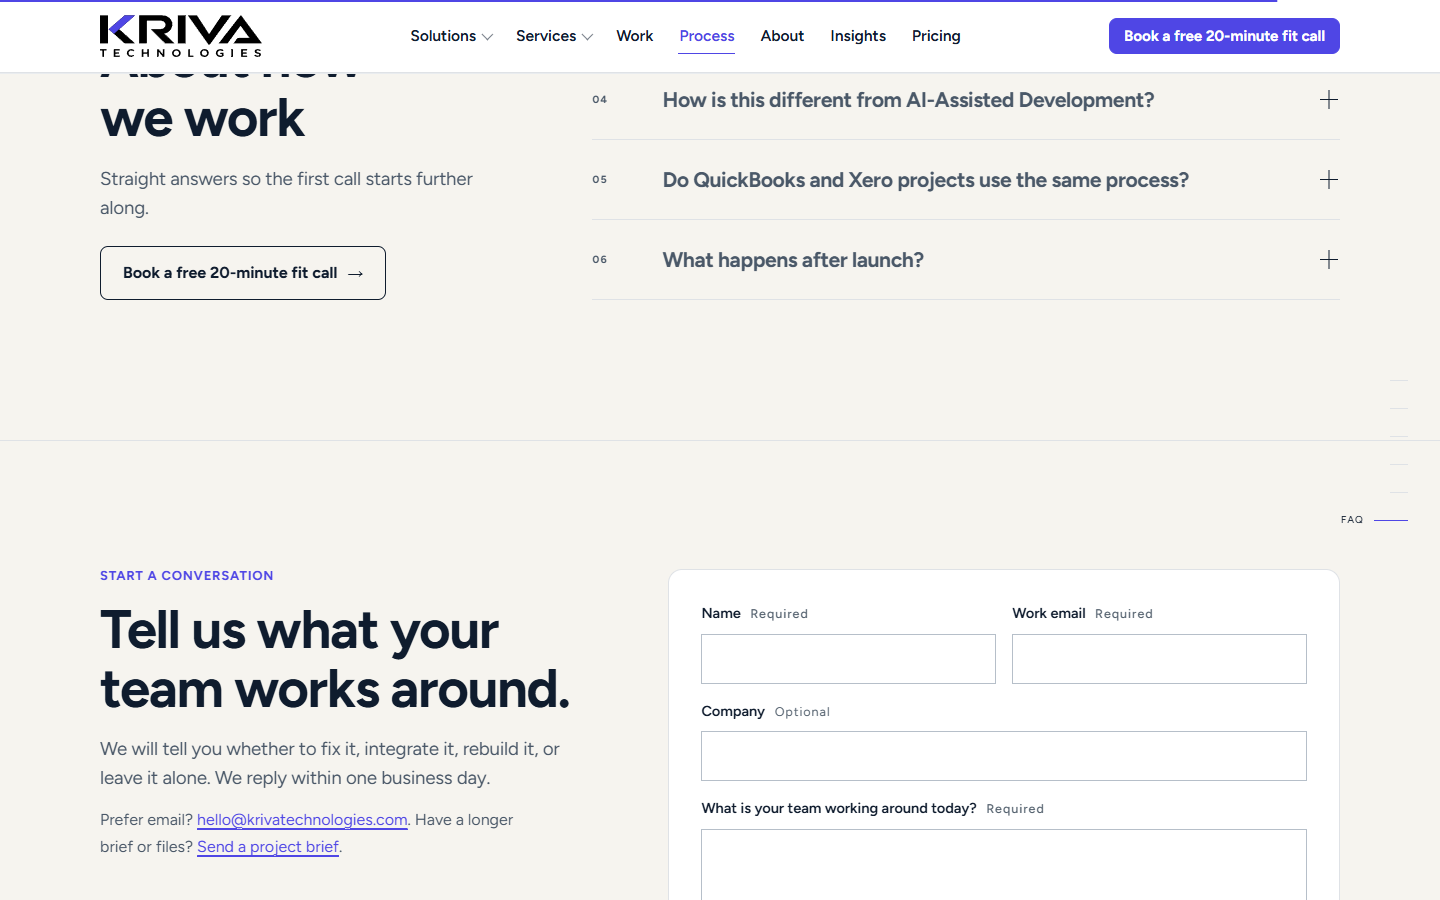 KRIVA
TECHNOLOGIES
Solutions
Services
Work
Process
About
Insights
Pricing
Book a free 20-minute fit call
About how
we work
Straight answers so the first call starts further
along.
Book a free 20-minute fit call →
04
How is this different from AI-Assisted Development?
05
Do QuickBooks and Xero projects use the same process?
06
What happens after launch?
FAQ
START A CONVERSATION
Tell us what your
team works around.
We will tell you whether to fix it, integrate it, rebuild it, or
leave it alone. We reply within one business day.
Prefer email? hello@krivatechnologies.com. Have a longer
brief or files? Send a project brief.
Name Required
Work email Required
Company Optional
What is your team working around today? Required